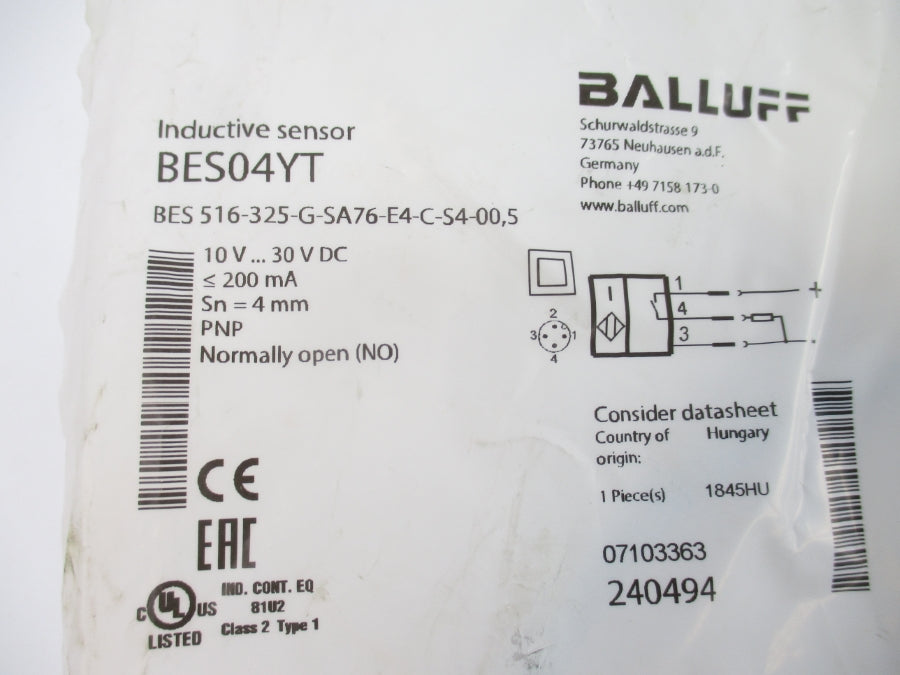 BALLUFF
Schurwaldstrasse 9
73765 Neuhausen a.d.F.
Germany
Phone +49 7158 173-0
www.balluff.com
Inductive sensor
BES04YT
BES 516-325-G-SA76-E4-C-S4-00,5
10 V ... 30 V DC
≤ 200 mA
Sn = 4 mm
PNP
Normally open (NO)
1
4
3
+
-
2
3 1
4
Consider datasheet
Country of Hungary
origin:
1 Piece(s) 1845HU
07103363
240494
CE
EAC
C UL US
LISTED
IND. CONT. EQ
81U2
Class 2 Type 1